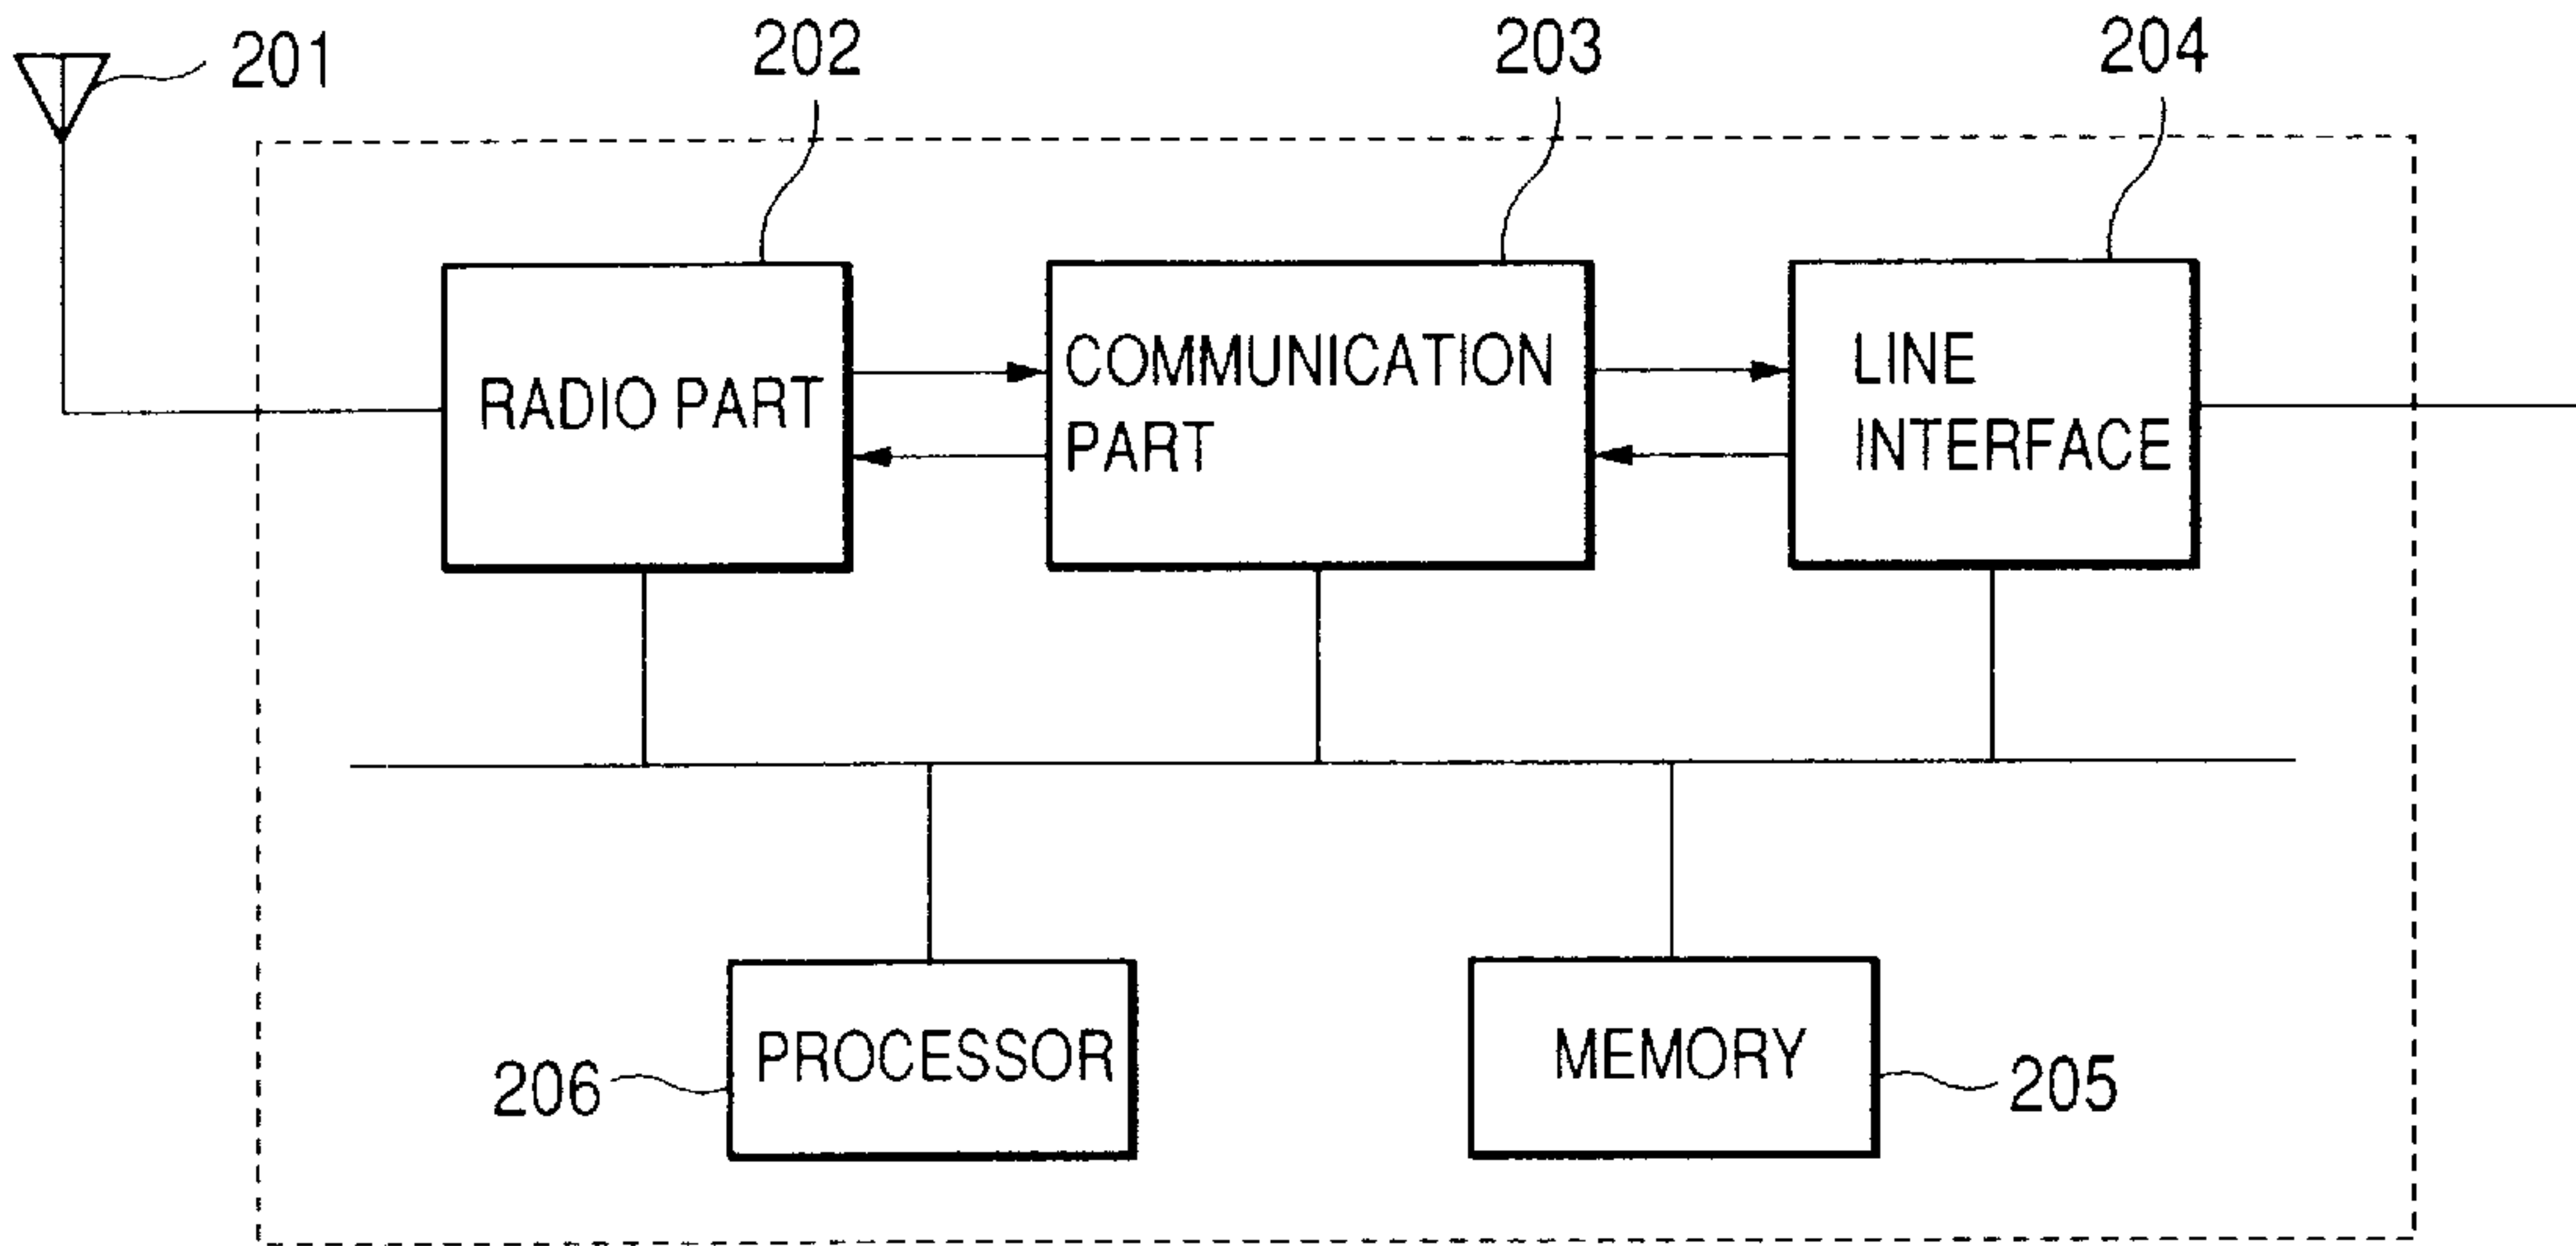 201
202
203
204
RADIO PART
COMMUNICATION
PART
LINE
INTERFACE
PROCESSOR
MEMORY
206
205